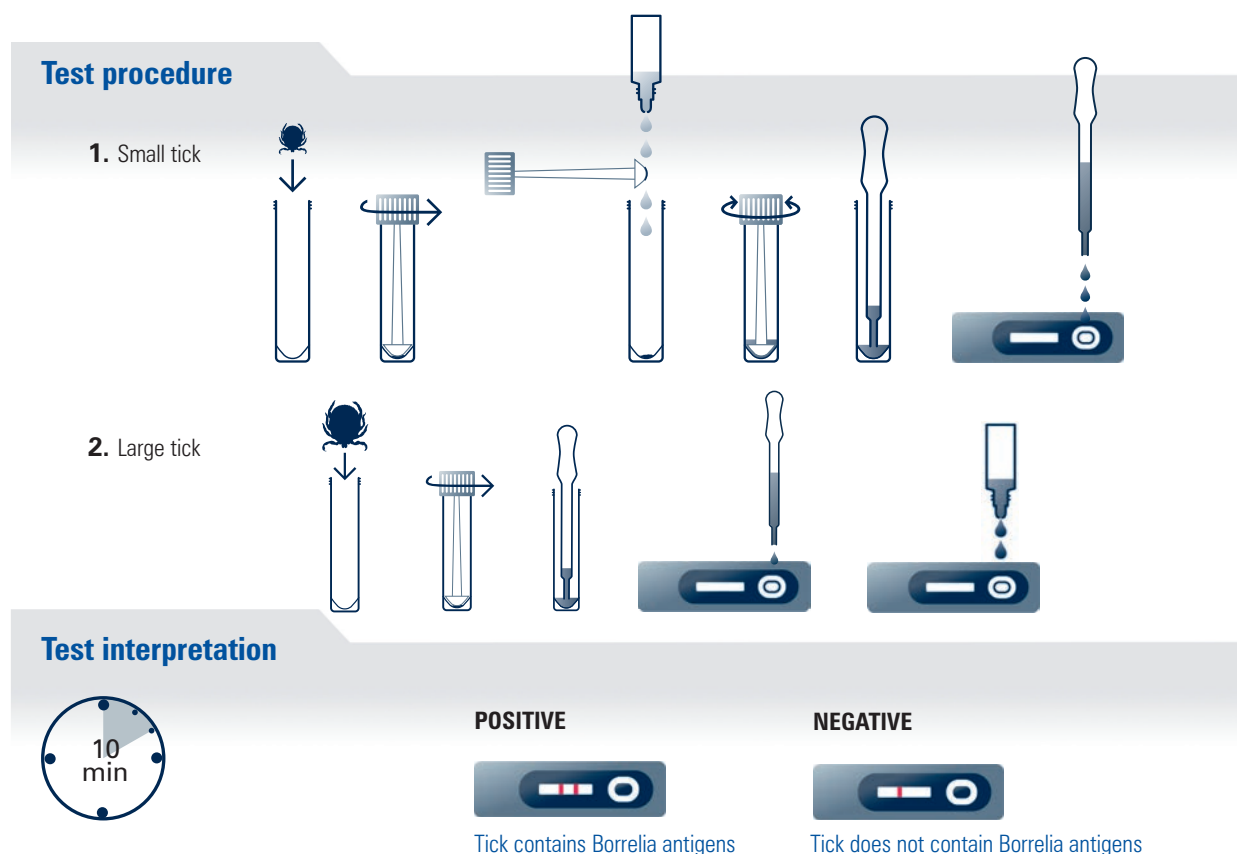 Test procedure
1. Small tick
2. Large tick
Test interpretation
10
min
POSITIVE
NEGATIVE
Tick contains Borrelia antigens
Tick does not contain Borrelia antigens